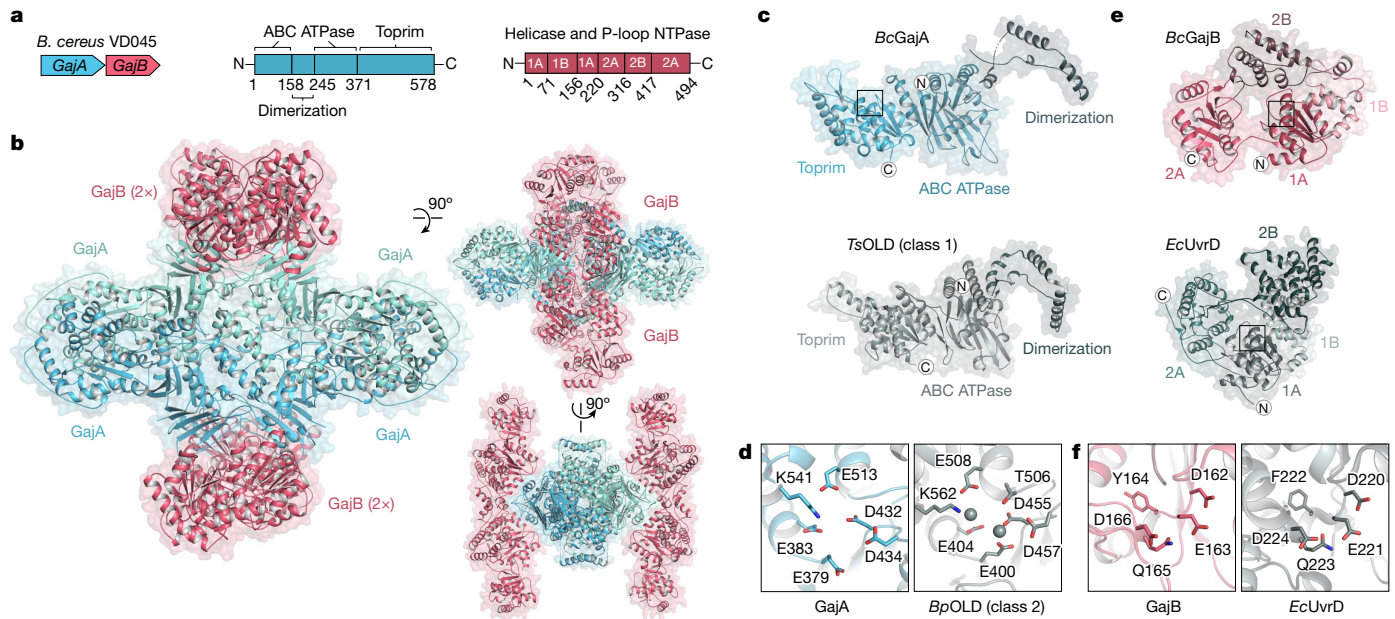 a
B. cereus VD045
GajA GajB
ABC ATPase Toprim
N C
1 158 245 371 578
Dimerization
Helicase and P-loop NTPase
N 1A 1B 1A 2A 2B 2A C
1 71 156 220 316 417 494
b
GajB (2×)
GajA
GajA
GajA
GajA
GajB (2×)
90º
GajB
GajB
90º
c
BcGajA
N
Dimerization
Toprim
C
ABC ATPase
TsOLD (class 1)
N
Toprim
Dimerization
C
ABC ATPase
e
2B
BcGajB
1B
C
N
2A
1A
EcUvrD
2B
C
1B
2A
1A
N
d
K541 E513
D432
E383
D434
E379
GajA
E508
T506
K562
D455
E404
D457
E400
BpOLD (class 2)
f
Y164 D162
D166
E163
Q165
GajB
F222 D220
D224
E221
Q223
EcUvrD